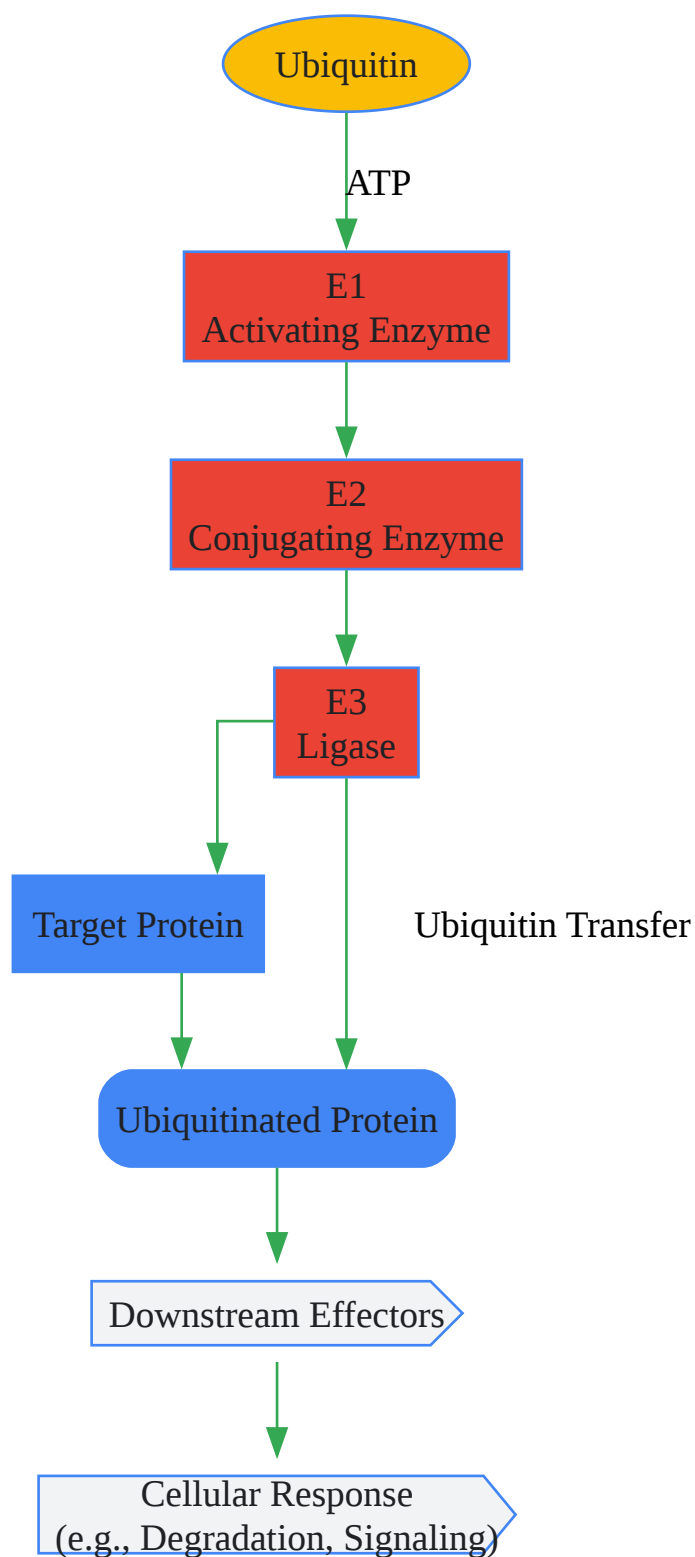 Ubiquitin
ATP
E1
Activating Enzyme
E2
Conjugating Enzyme
E3
Ligase
Target Protein
Ubiquitin Transfer
Ubiquitinated Protein
Downstream Effectors
Cellular Response
(e.g., Degradation, Signaling)